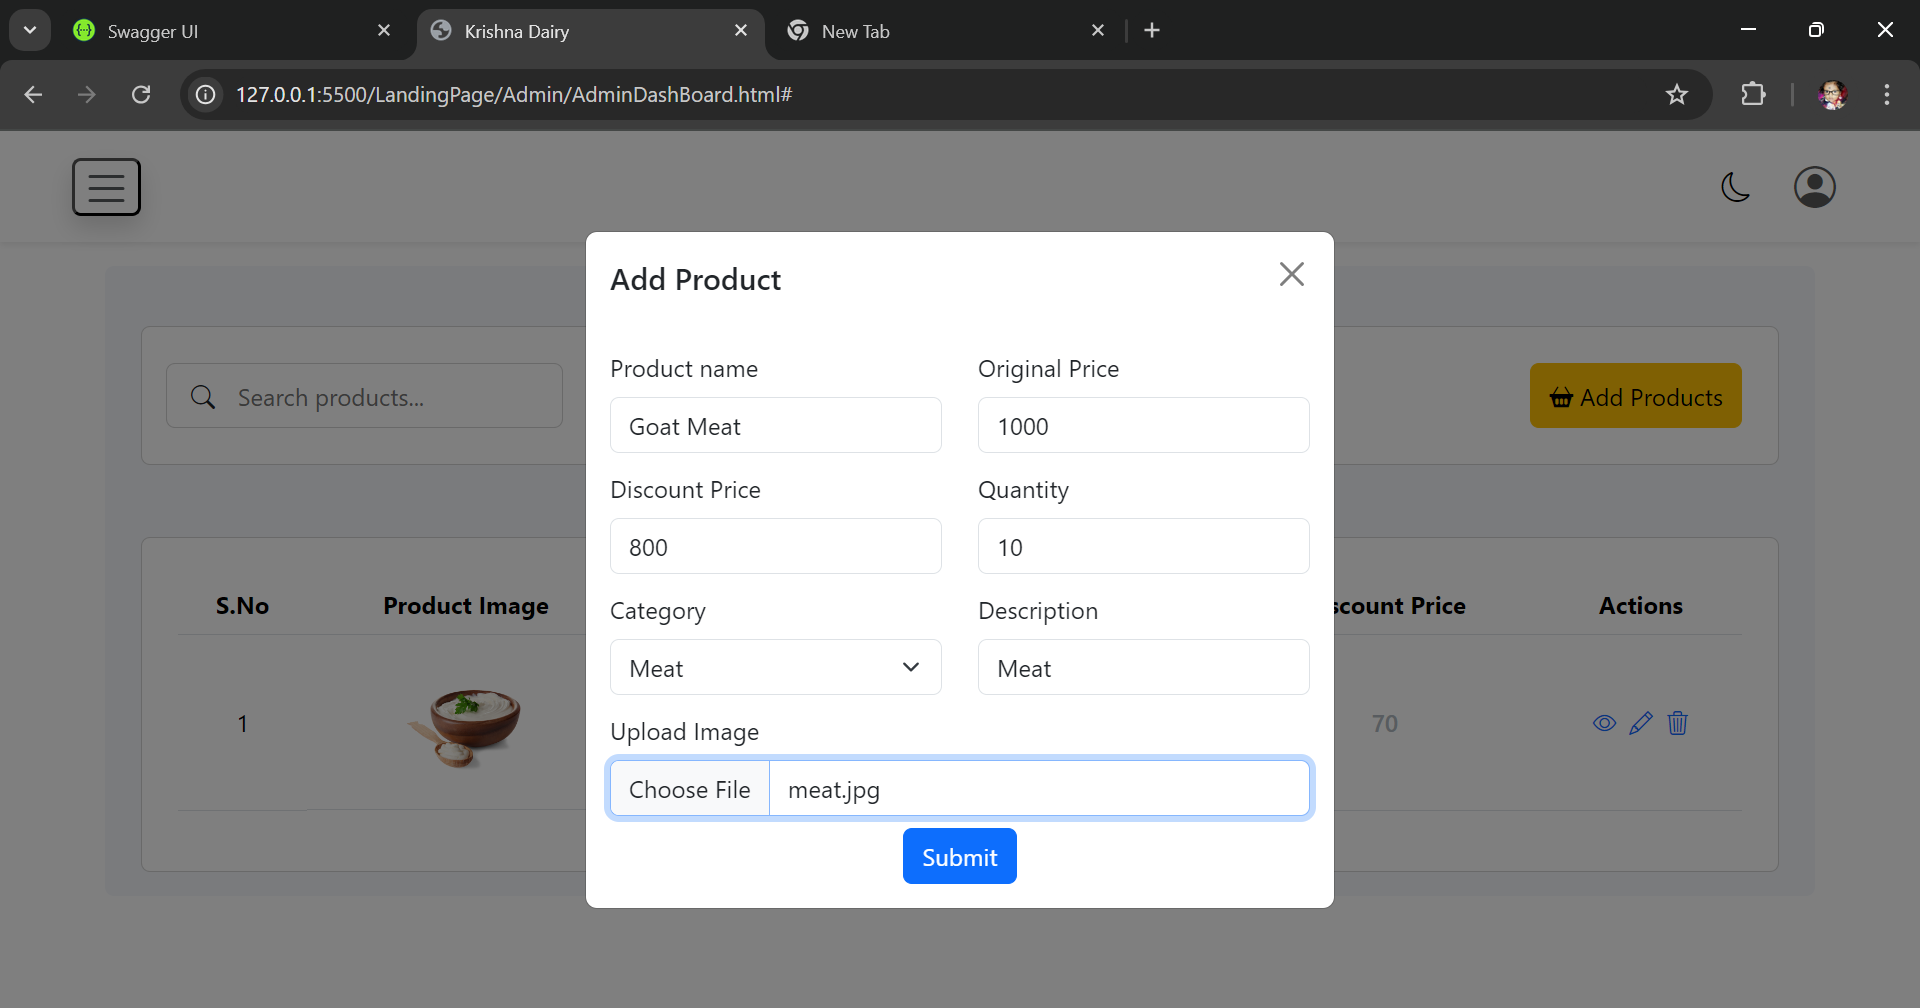 Swagger UI
Krishna Dairy
New Tab
127.0.0.1:5500/LandingPage/Admin/AdminDashBoard.html#
Add Product
Product name
Original Price
Goat Meat
1000
Search products...
Add Products
Discount Price
Quantity
800
10
S.No
Product Image
Category
Description
scount Price
Actions
Meat
Meat
1
70
Upload Image
Choose File
meat.jpg
Submit